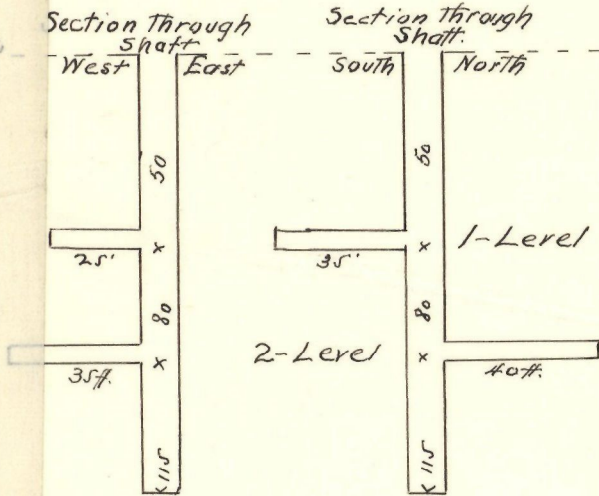 Section Through
Shaft
West East
50
25'
x
80
35ft.
x
x 115
Section Through
Shaft.
South North
50
35'
x
1-Level
80
2-Level
x
40ft.
x 115